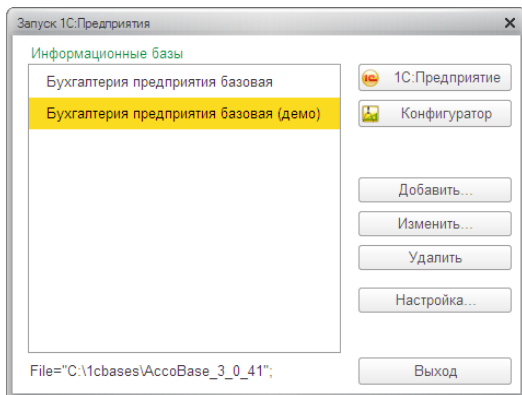 Запуск 1С:Предприятия
Информационные базы
Бухгалтерия предприятия базовая
Бухгалтерия предприятия базовая (демо)
1С:Предприятие
Конфигуратор
Добавить...
Изменить...
Удалить
Настройка...
File="C:\1cbases\AccoBase_3_0_41";
Выход